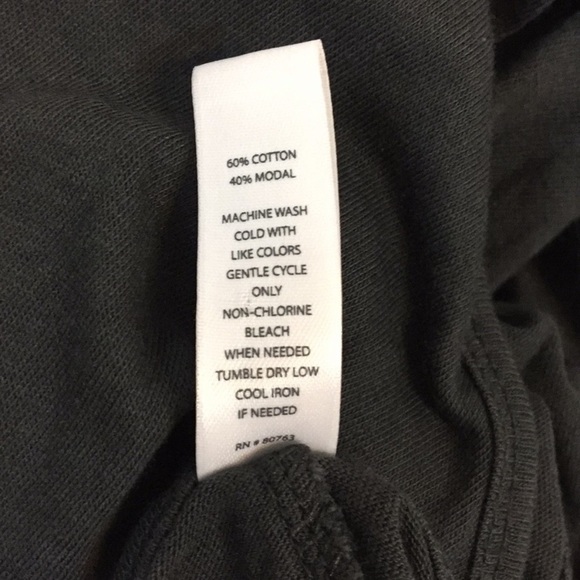 60% COTTON
40% MODAL
MACHINE WASH
COLD WITH
LIKE COLORS
GENTLE CYCLE
ONLY
NON-CHLORINE
BLEACH
WHEN NEEDED
TUMBLE DRY LOW
COOL IRON
IF NEEDED
RN # 80763